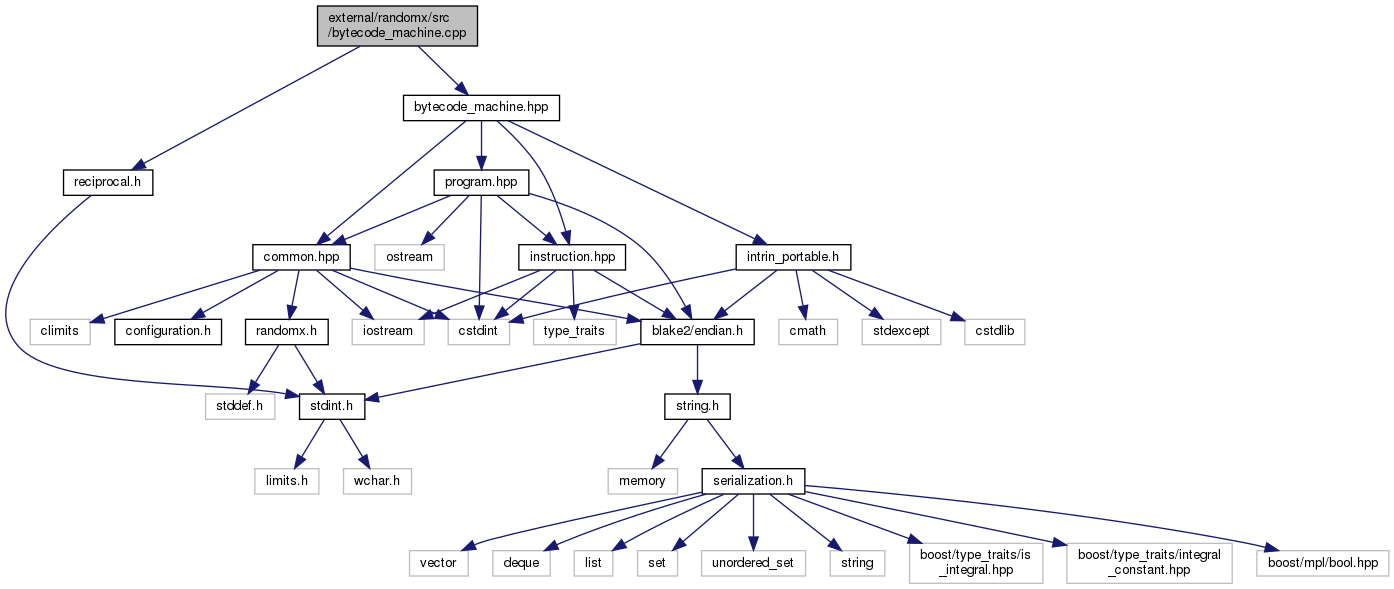 external/randomx/src
/bytecode_machine.cpp
bytecode_machine.hpp
reciprocal.h
program.hpp
common.hpp
ostream
instruction.hpp
intrin_portable.h
climits
configuration.h
randomx.h
iostream
cstdint
type_traits
blake2/endian.h
cmath
stdexcept
cstdlib
stddef.h
stdint.h
string.h
limits.h
wchar.h
memory
serialization.h
vector
deque
list
set
unordered_set
string
boost/type_traits/is
_integral.hpp
boost/type_traits/integral
_constant.hpp
boost/mpl/bool.hpp